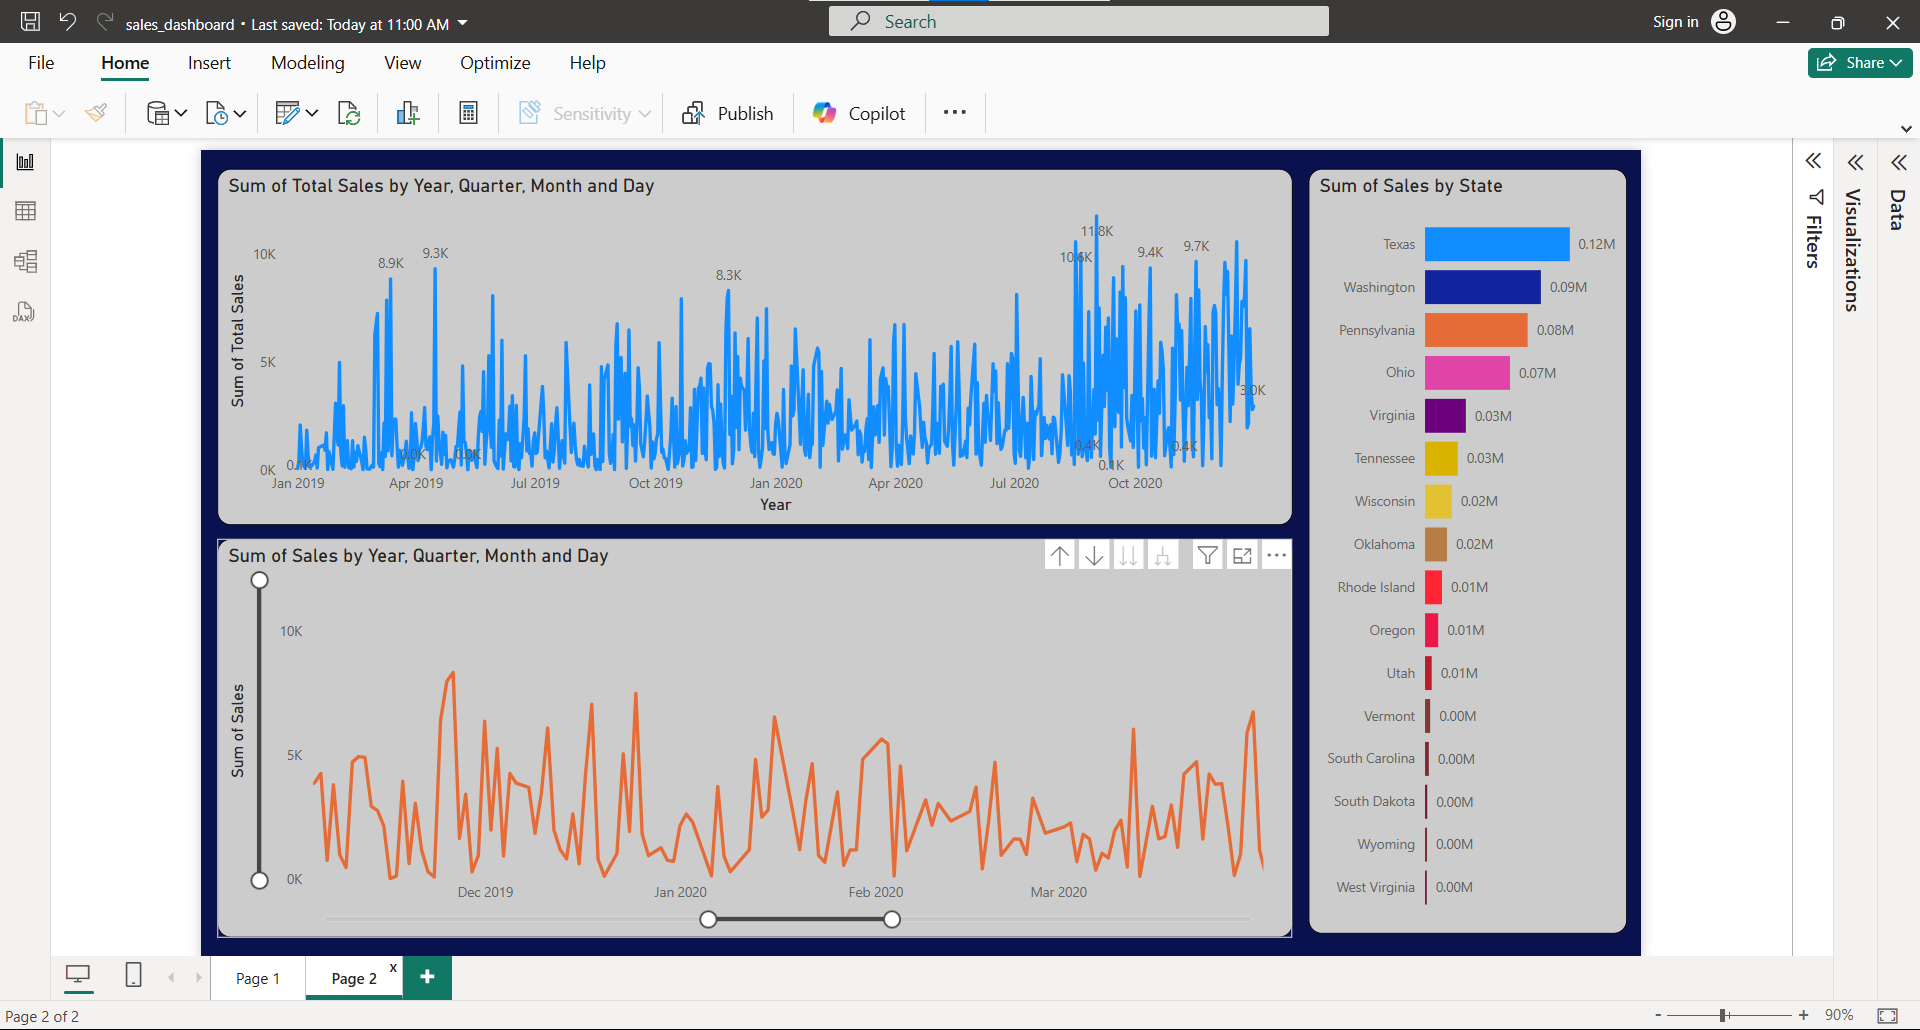 sales_dashboard • Last saved: Today at 11:00 AM
Search
Sign in
File Home Insert Modeling View Optimize Help
Share
Sensitivity
Publish
Copilot
DAX
Sum of Total Sales by Year, Quarter, Month and Day
Sum of Total Sales
10K
5K
0K
8.9K
9.3K
8.3K
10.6K
11.8K
9.4K
9.7K
3.0K
0.0K
0.0K
0.0K
0.4K
0.1K
0.4K
Jan 2019
Apr 2019
Jul 2019
Oct 2019
Jan 2020
Apr 2020
Jul 2020
Oct 2020
Year
Sum of Sales by Year, Quarter, Month and Day
Sum of Sales
10K
5K
0K
Dec 2019
Jan 2020
Feb 2020
Mar 2020
Sum of Sales by State
Texas 0.12M
Washington 0.09M
Pennsylvania 0.08M
Ohio 0.07M
Virginia 0.03M
Tennessee 0.03M
Wisconsin 0.02M
Oklahoma 0.02M
Rhode Island 0.01M
Oregon 0.01M
Utah 0.01M
Vermont 0.00M
South Carolina 0.00M
South Dakota 0.00M
Wyoming 0.00M
West Virginia 0.00M
Filters
Visualizations
Data
Page 1
Page 2
x
Page 2 of 2
90%